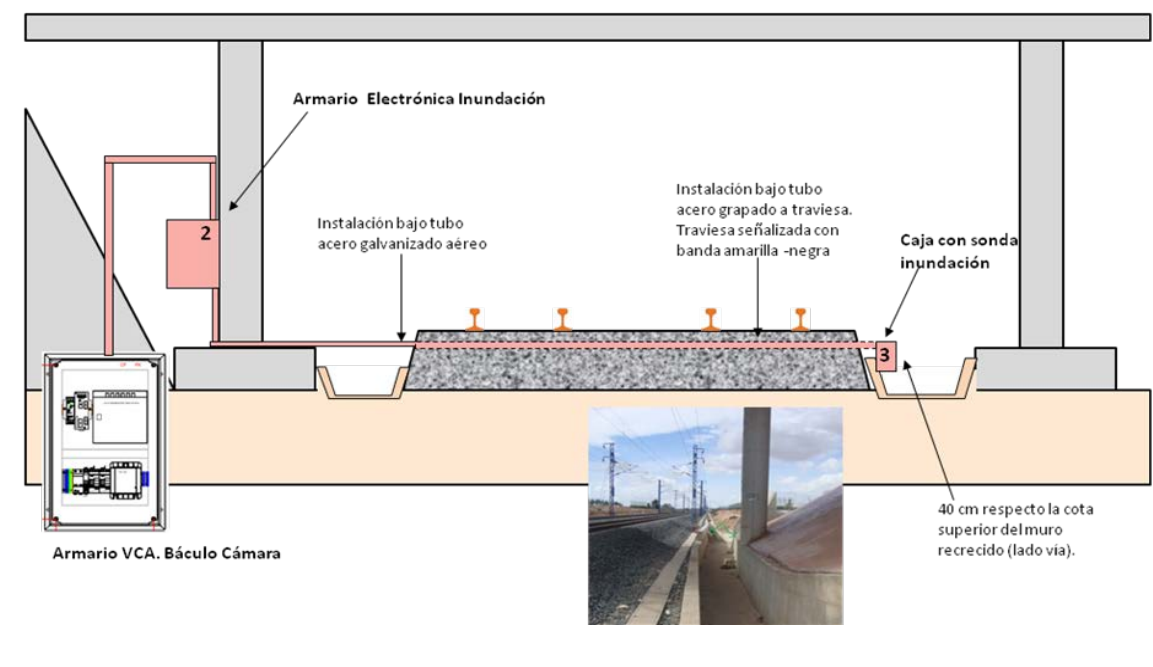 Armario Electrónica Inundación
2
Instalación bajo tubo
acero galvanizado aéreo
Instalación bajo tubo
acero grapado a traviesa.
Traviesa señalizada con
banda amarilla -negra
Caja con sonda
inundación
3
40 cm respecto la cota
superior del muro
recrecido (lado vía).
Armario VCA. Báculo Cámara